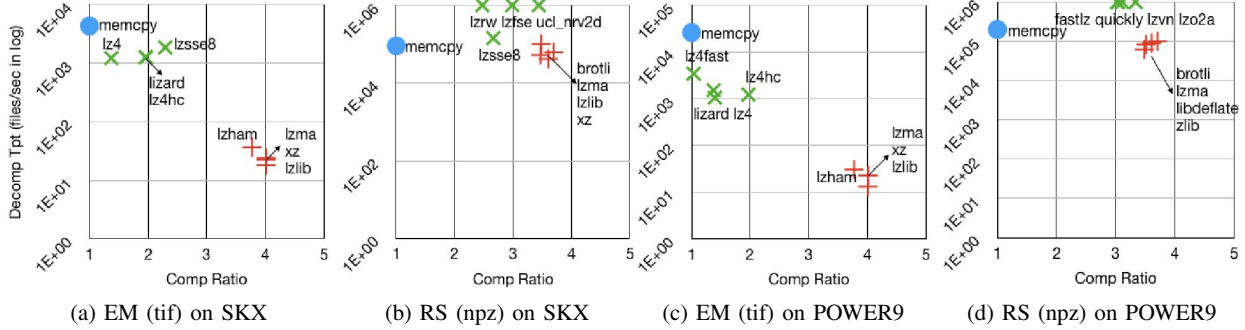 Decomp Tpt (files/sec in log)
1E+04
1E+03
1E+02
1E+01
1E+00
memcpy
lz4
lzsse8
lizard
lz4hc
lzham
lzma
xz
lzlib
1 2 3 4 5
Comp Ratio
(a) EM (tif) on SKX
1E+06
1E+04
1E+02
1E+00
lzrw lzfse ucl_nrv2d
memcpy
lzsse8
brotli
lzma
lzlib
xz
1 2 3 4 5
Comp Ratio
(b) RS (npz) on SKX
1E+05
1E+04
1E+03
1E+02
1E+01
1E+00
memcpy
lz4fast
lz4hc
lizard lz4
lzma
xz
lzlib
lzham
1 2 3 4 5
Comp Ratio
(c) EM (tif) on POWER9
1E+06
1E+05
1E+04
1E+03
1E+02
1E+01
1E+00
fastlz quickly lzvn lzo2a
memcpy
brotli
lzma
libdeflate
zlib
1 2 3 4 5
Comp Ratio
(d) RS (npz) on POWER9